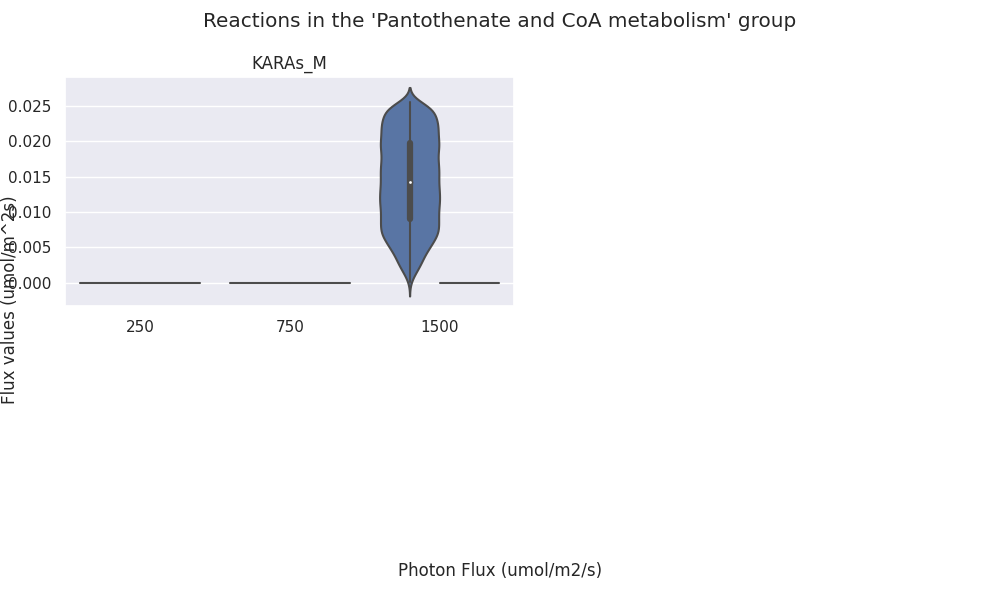 Reactions in the 'Pantothenate and CoA metabolism' group
KARAs_M
0.025
0.020
0.015
0.010
0.005
0.000
Flux values (umol/m^2s)
250 750 1500
Photon Flux (umol/m2/s)